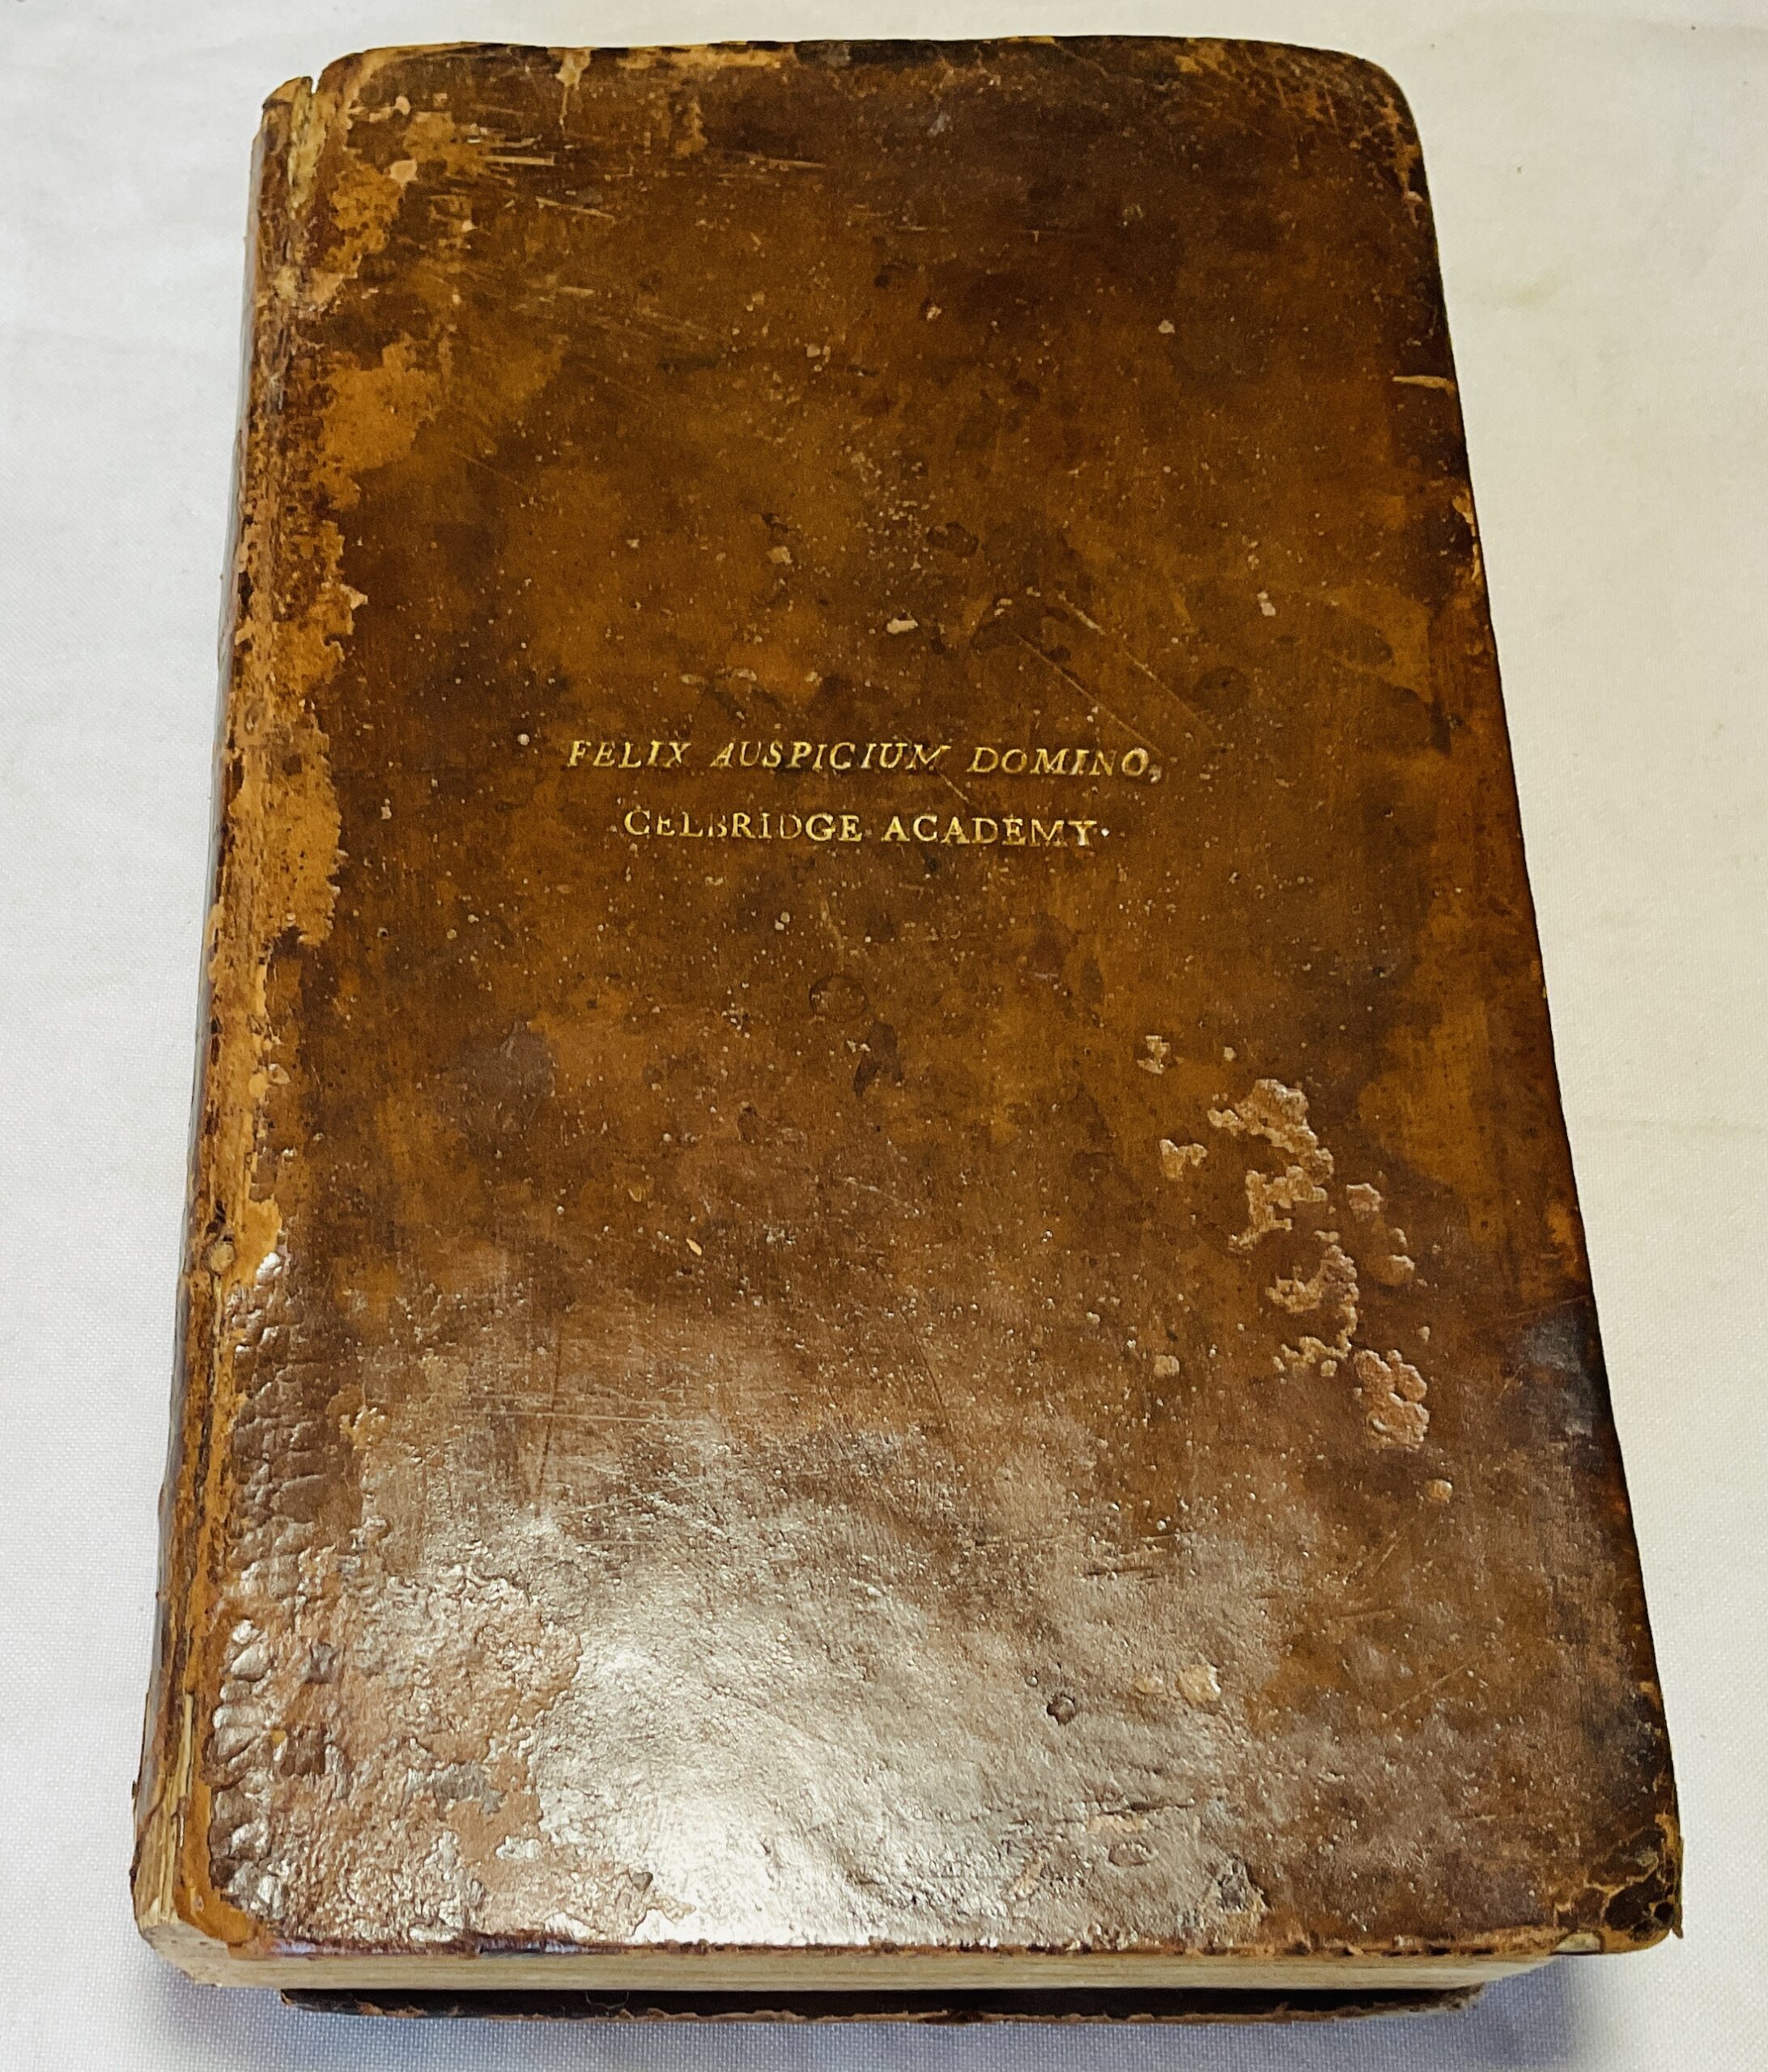 FELIX AUSPICIUM DOMINO,
CELBRIDGE ACADEMY.